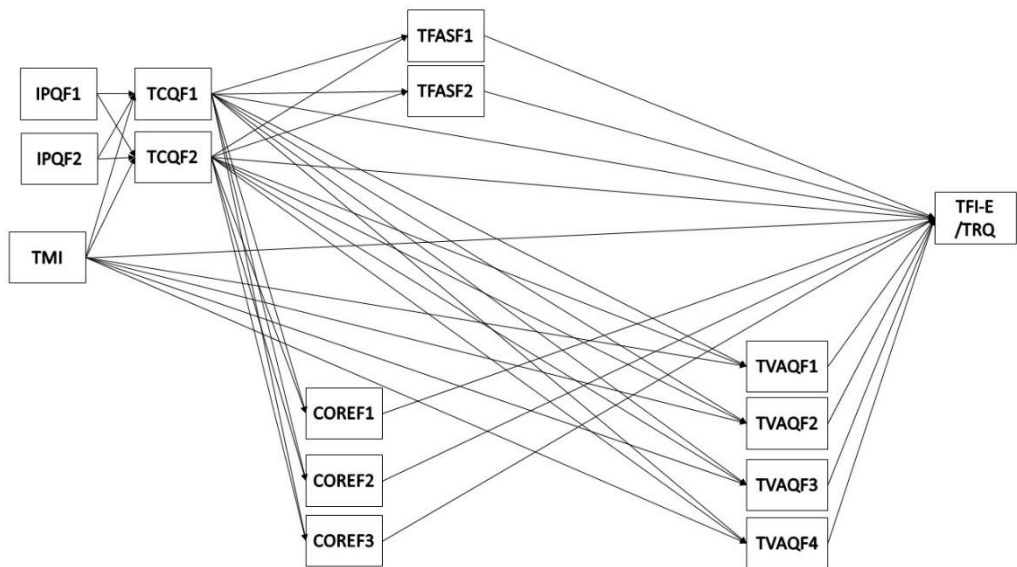 TFASF1
IPQF1
TCQF1
TFASF2
IPQF2
TCQF2
TFI-E
/TRQ
TMI
TVAQF1
COREF1
TVAQF2
COREF2
TVAQF3
COREF3
TVAQF4